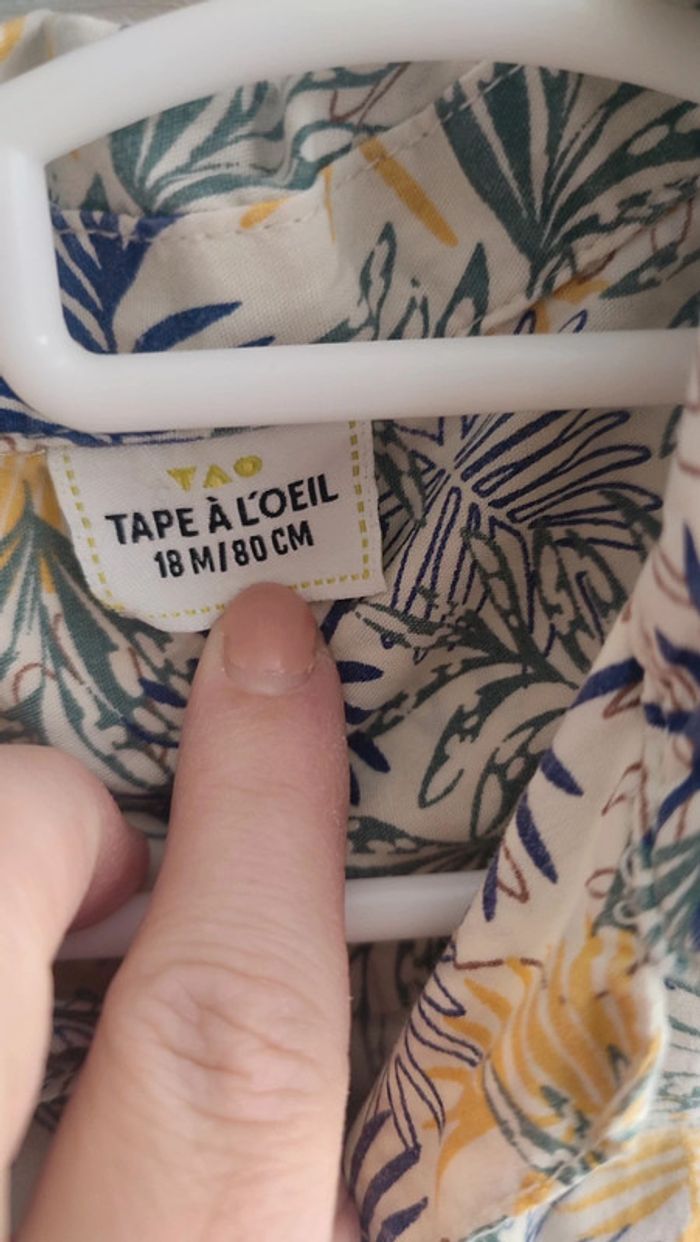 TAO
TAPE À L'OEIL
18 M/80 CM